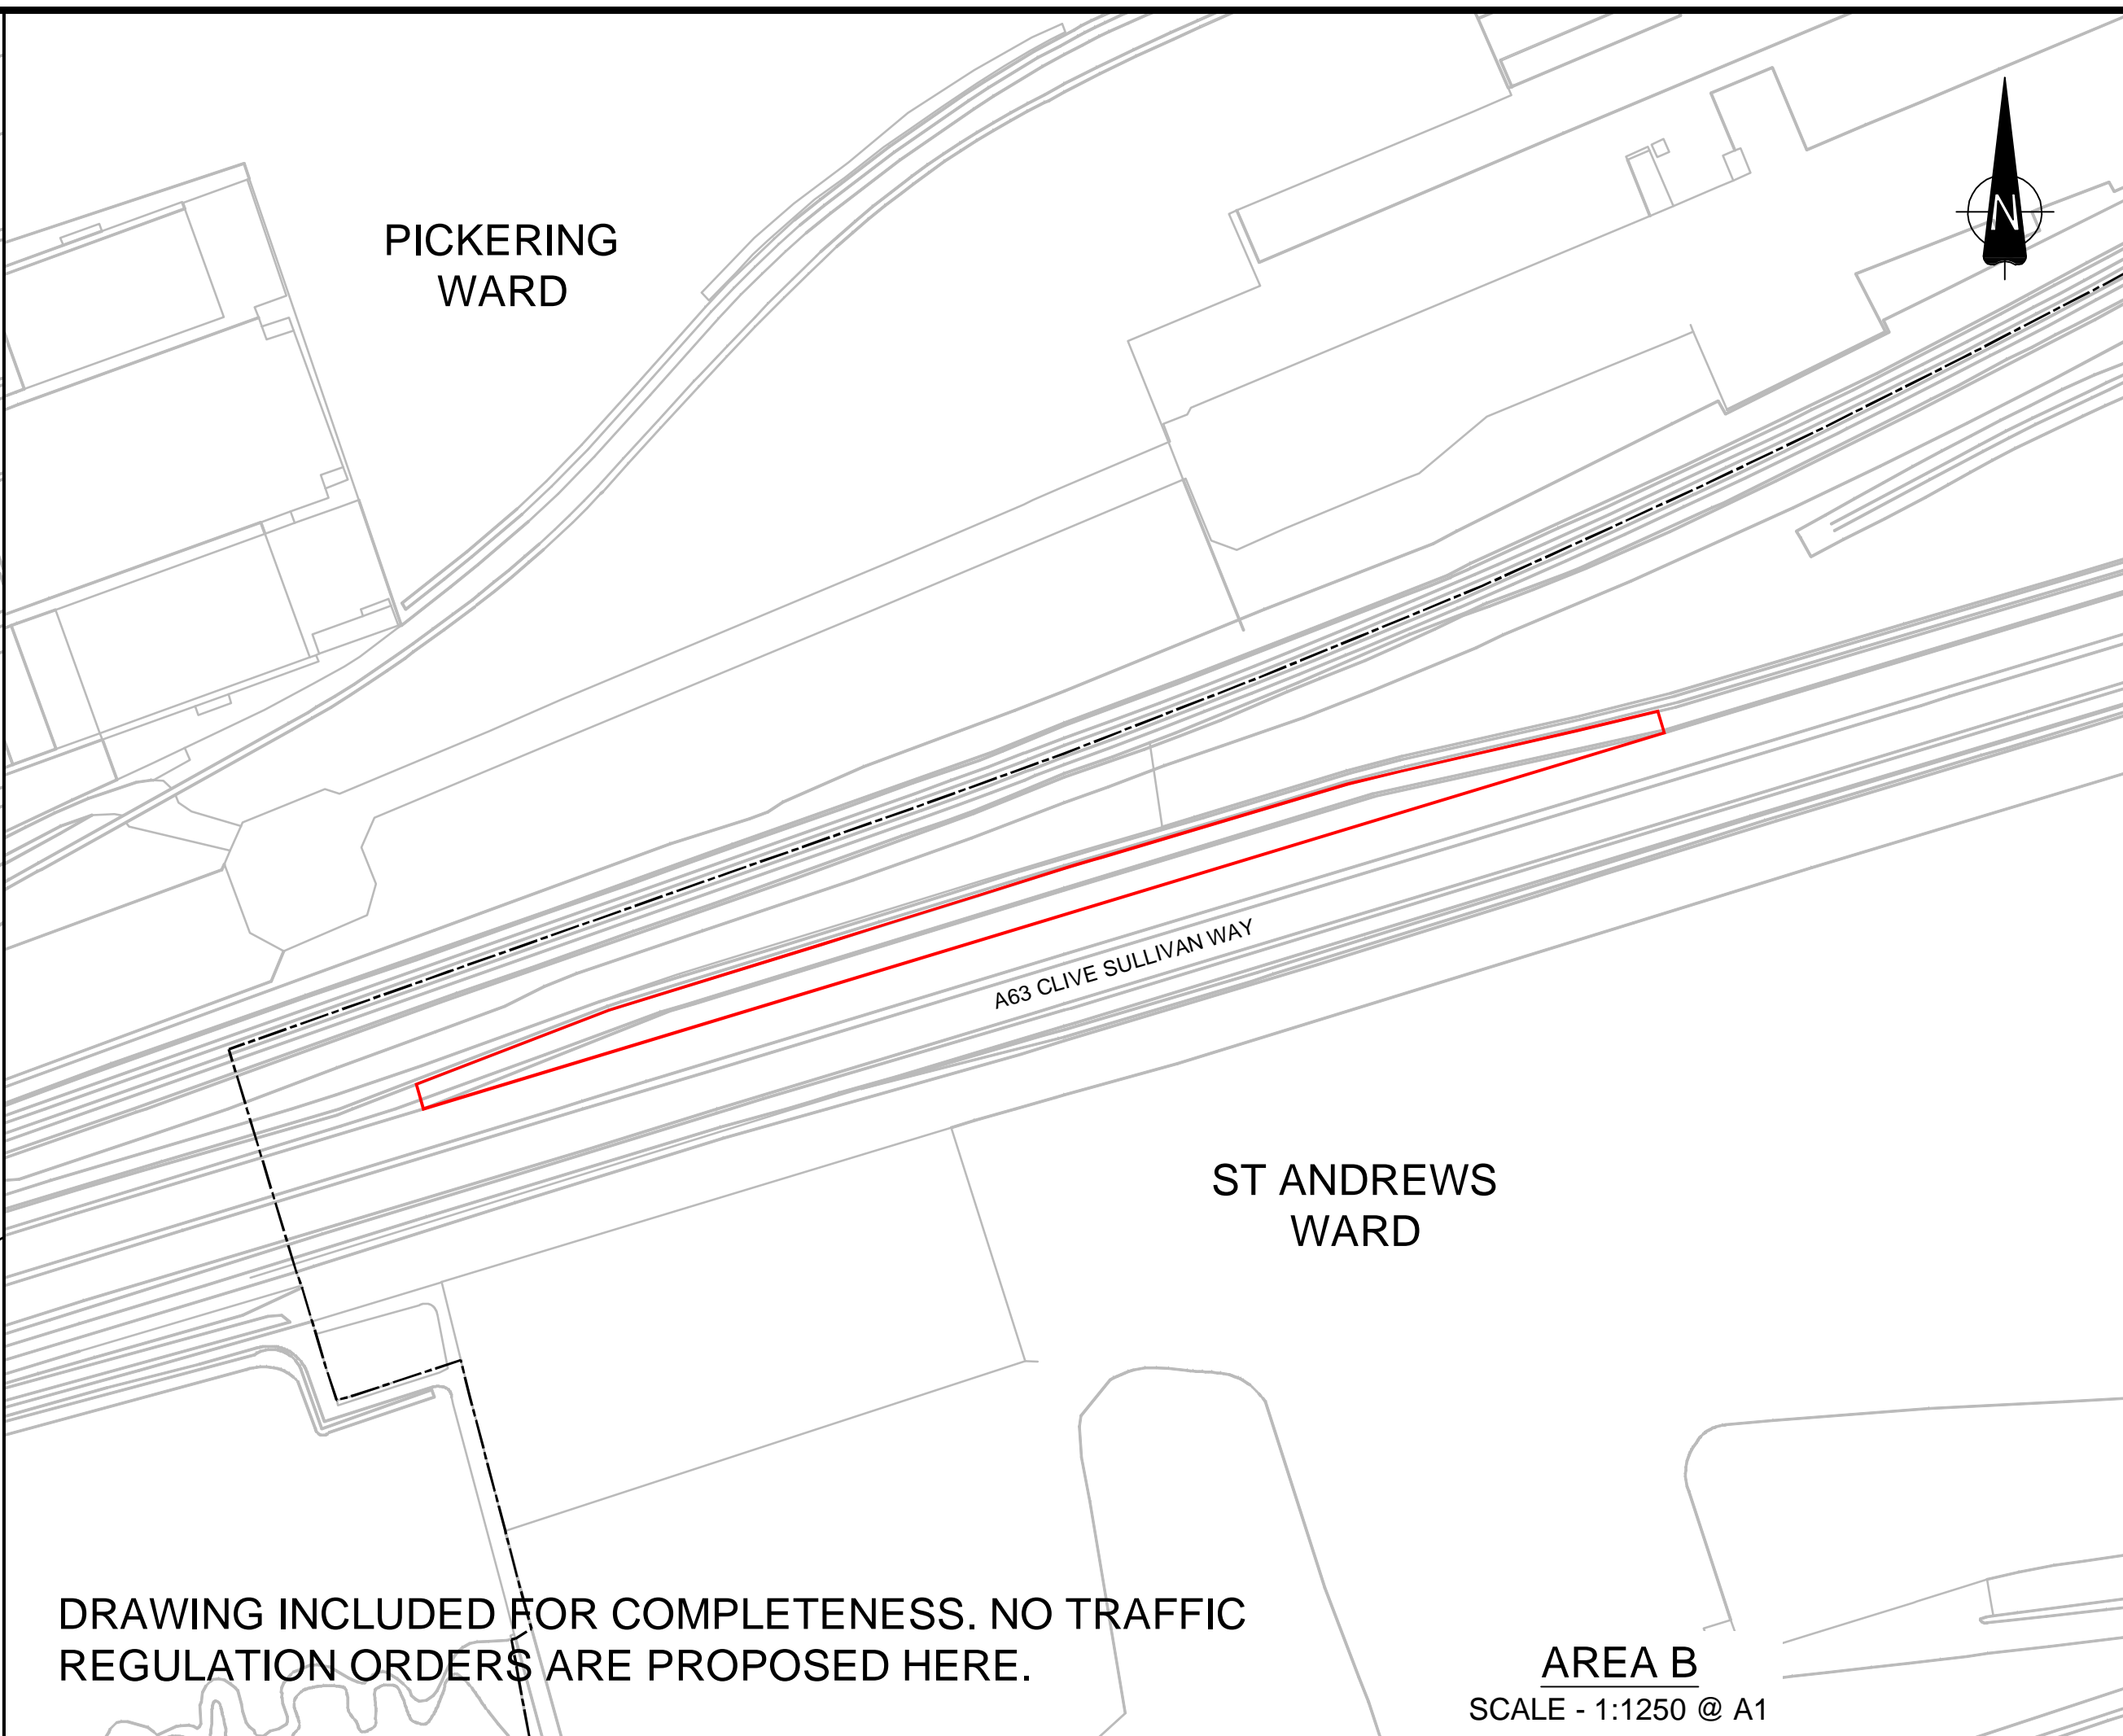 PICKERING
WARD
N
A63 CLIVE SULLIVAN WAY
ST ANDREWS
WARD
DRAWING INCLUDED FOR COMPLETENESS. NO TRAFFIC
REGULATION ORDERS ARE PROPOSED HERE.
AREA B
SCALE - 1:1250 @ A1